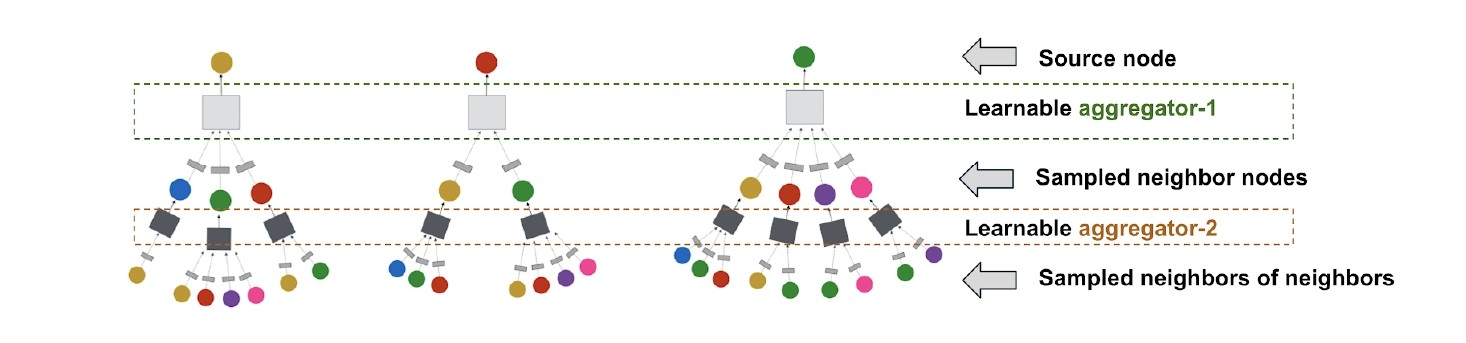 Source node
Learnable aggregator-1
Sampled neighbor nodes
Learnable aggregator-2
Sampled neighbors of neighbors